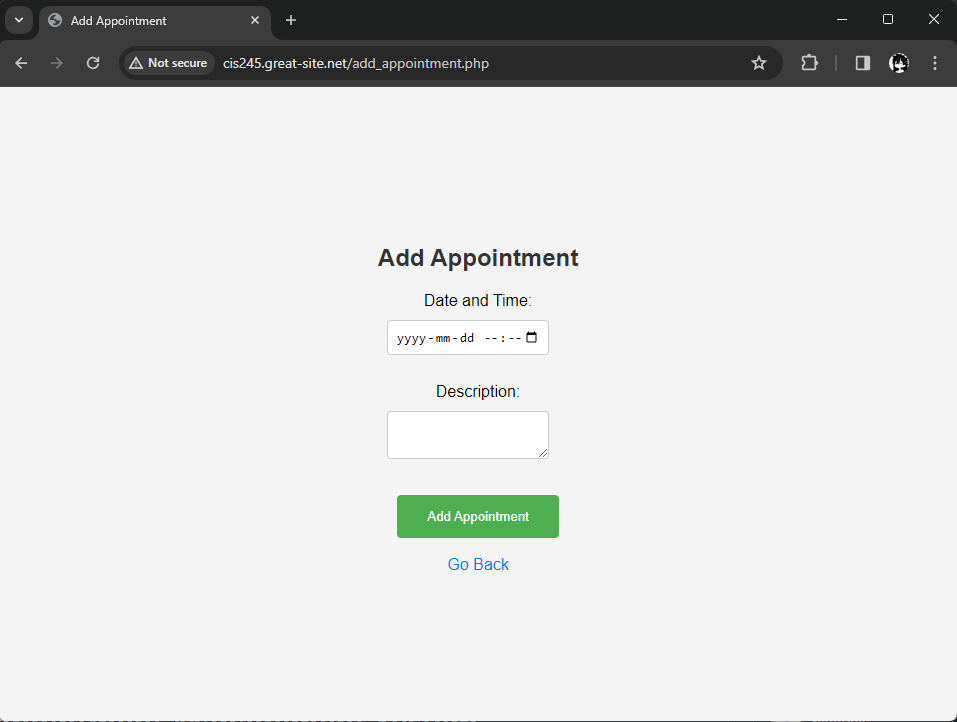 Add Appointment
Not secure cis245.great-site.net/add_appointment.php
Add Appointment
Date and Time:
yyyy-mm-dd --:--
Description:
Add Appointment
Go Back